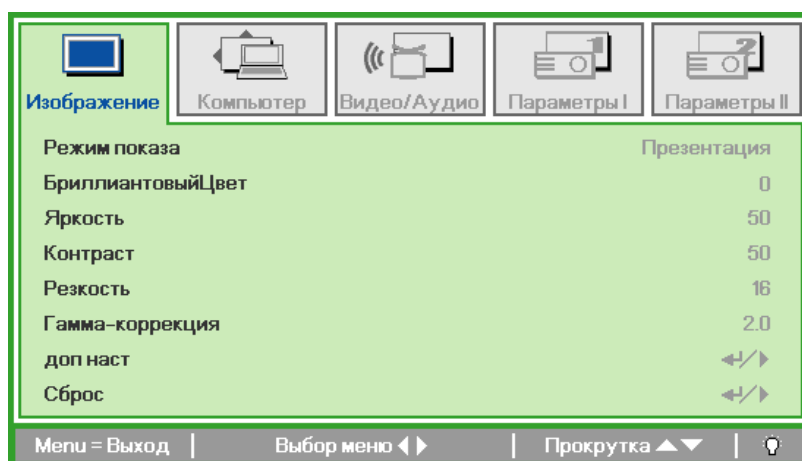 Изображение Компьютер Видео/Аудио Параметры I Параметры II
Режим показа Презентация
БриллиантовыйЦвет 0
Яркость 50
Контраст 50
Резкость 16
Гамма-коррекция 2.0
доп наст
Сброс
Menu = Выход Выбор меню Прокрутка